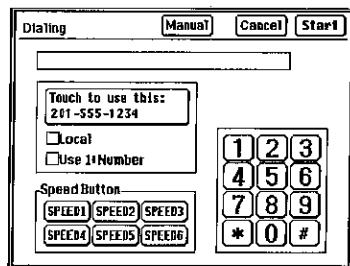 Dialing Manual Cancel Start
Touch to use this:
201-555-1234
Local
Use 1+Number
Speed Button
SPEED1 SPEED2 SPEED3
SPEED4 SPEED5 SPEED6
1 2 3
4 5 6
7 8 9
* 0 #